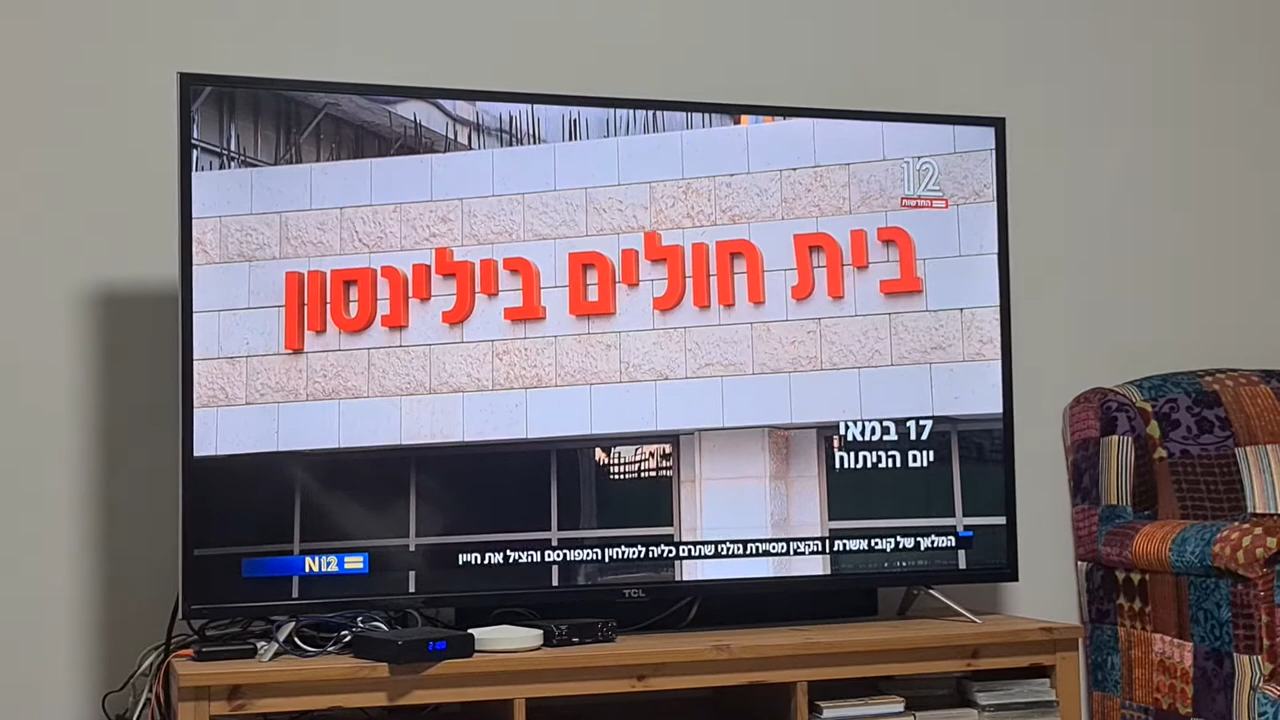 12
החדשות
בית חולים בילינסון
17 במאי
יום הניתוח
המלאך של קובי אשרת | הקצין מסיירת גולני שתרם כליה למלחין המפורסם והציל את חייו
N12
TCL